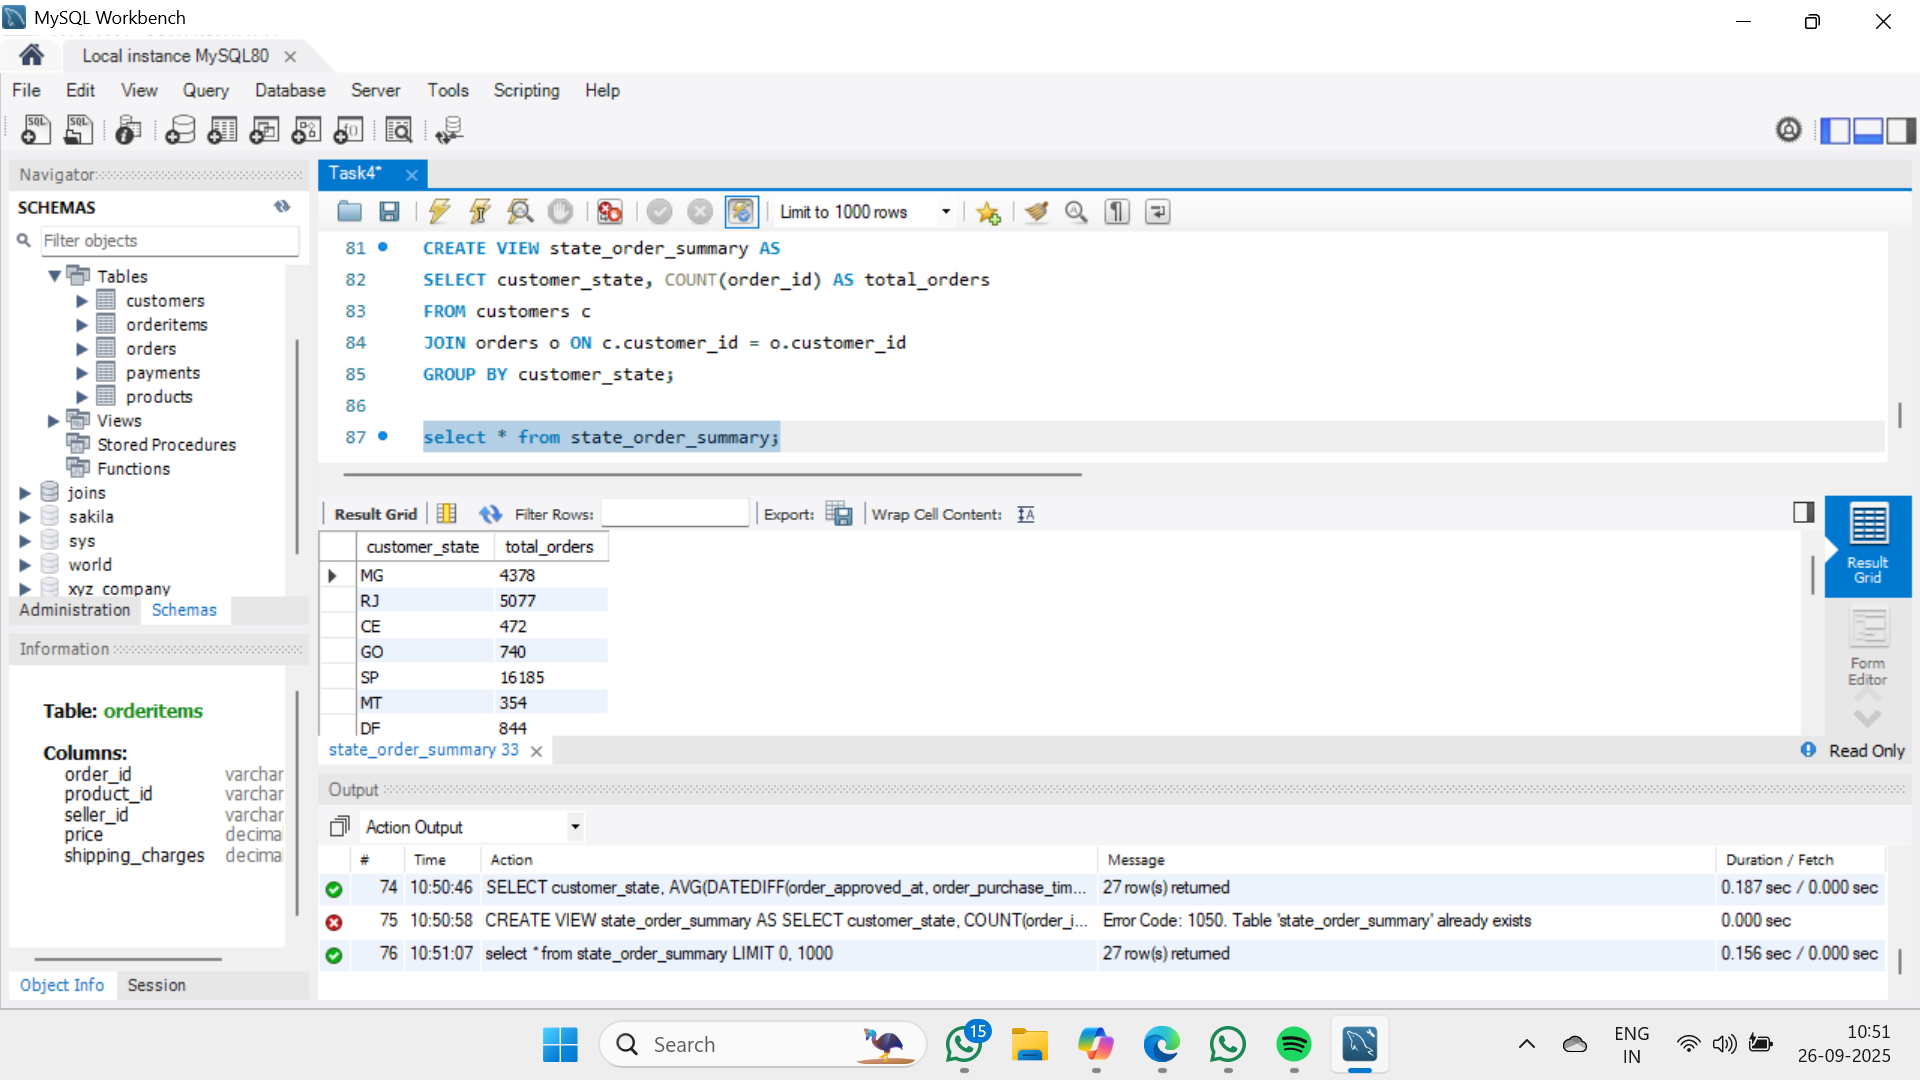 MySQL Workbench
Local instance MySQL80
File Edit View Query Database Server Tools Scripting Help
Navigator
SCHEMAS
Filter objects
Tables
customers
orderitems
orders
payments
products
Views
Stored Procedures
Functions
joins
sakila
sys
world
xyz_company
Administration Schemas
Information
Table: orderitems
Columns:
order_id varchar
product_id varchar
seller_id varchar
price decima
shipping_charges decima
Object Info Session
Task4*
Limit to 1000 rows
81 CREATE VIEW state_order_summary AS
82 SELECT customer_state, COUNT(order_id) AS total_orders
83 FROM customers c
84 JOIN orders o ON c.customer_id = o.customer_id
85 GROUP BY customer_state;
86
87 select * from state_order_summary;
Result Grid Filter Rows: Export: Wrap Cell Content:
customer_state total_orders
MG 4378
RJ 5077
CE 472
GO 740
SP 16185
MT 354
DF 844
Result
Grid
Form
Editor
state_order_summary 33
Read Only
Output
Action Output
# Time Action Message Duration / Fetch
74 10:50:46 SELECT customer_state, AVG(DATEDIFF(order_approved_at, order_purchase_tim... 27 row(s) returned 0.187 sec / 0.000 sec
75 10:50:58 CREATE VIEW state_order_summary AS SELECT customer_state, COUNT(order_i... Error Code: 1050. Table 'state_order_summary' already exists 0.000 sec
76 10:51:07 select * from state_order_summary LIMIT 0, 1000 27 row(s) returned 0.156 sec / 0.000 sec
Search
15
ENG
IN
10:51
26-09-2025